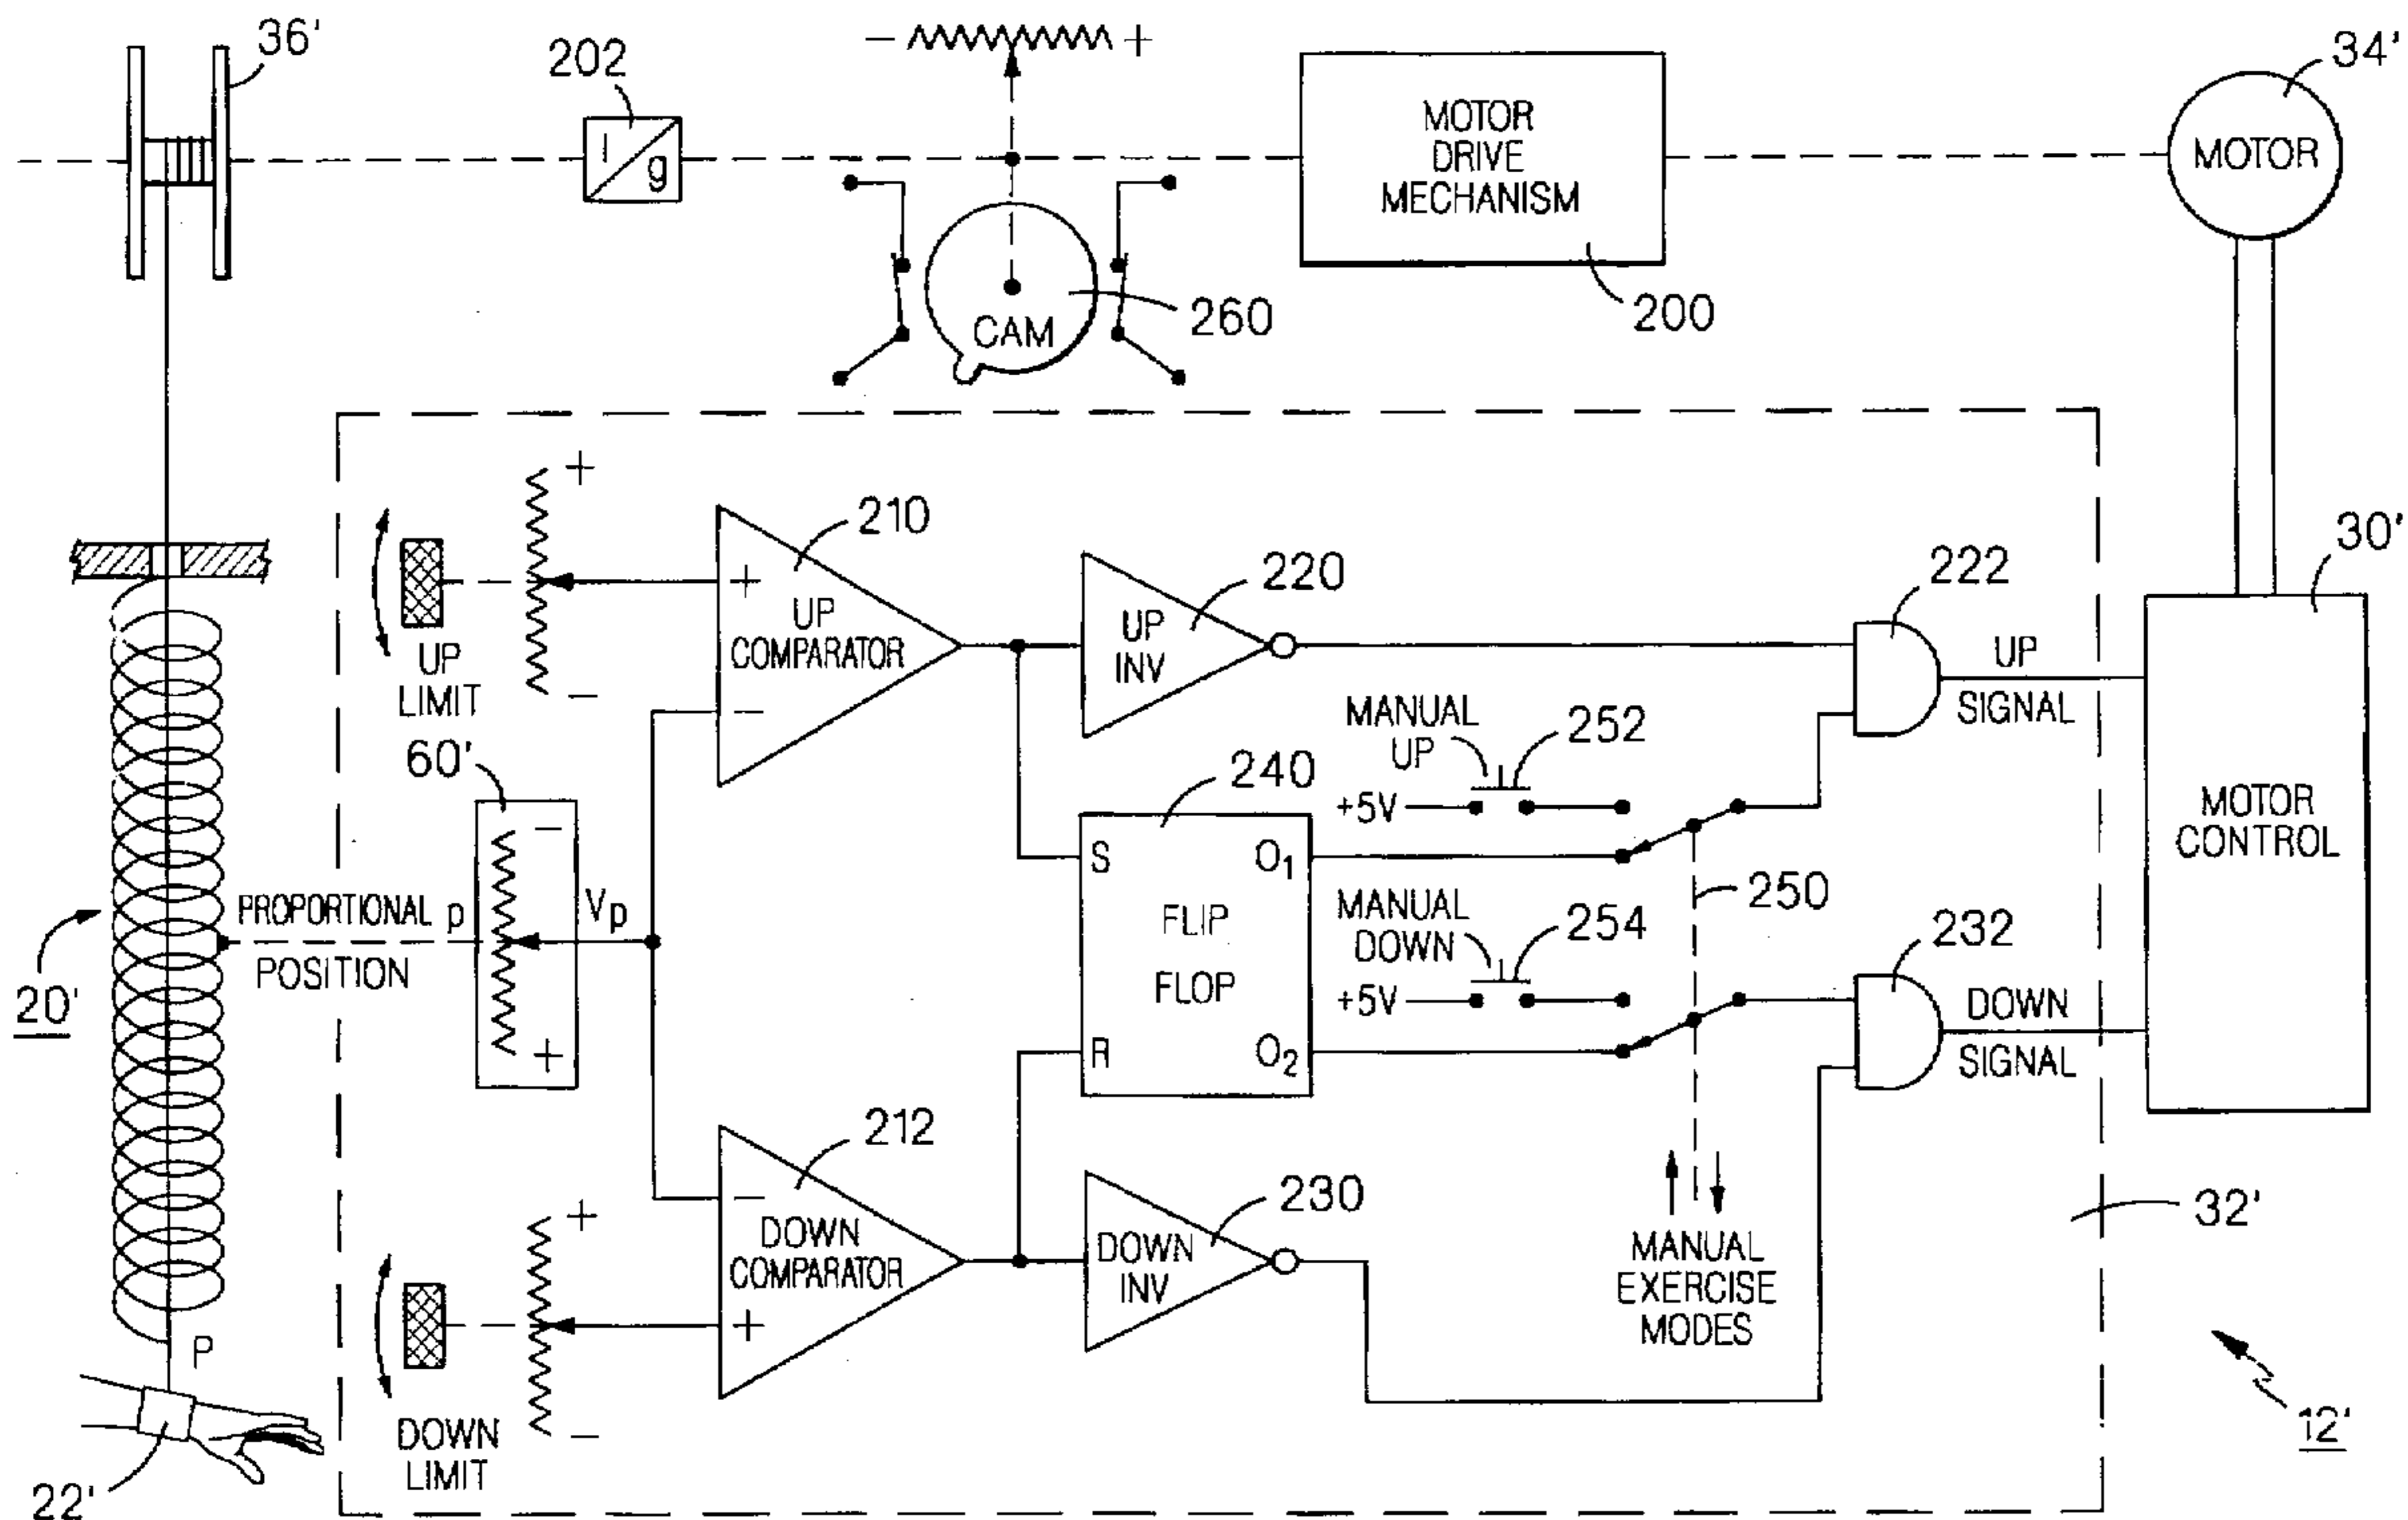 36'
202
34'
- +
l
g
MOTOR
DRIVE
MECHANISM
MOTOR
200
CAM
260
+
-
UP
LIMIT
210
+
-
UP
COMPARATOR
220
UP
INV
222
UP
SIGNAL
30'
MOTOR
CONTROL
MANUAL
UP
252
+5V
60'
-
+
240
S
O1
FLIP
FLOP
R
O2
MANUAL
DOWN
254
+5V
250
232
DOWN
SIGNAL
PROPORTIONAL p
POSITION
Vp
20'
212
-
+
DOWN
COMPARATOR
230
DOWN
INV
MANUAL
EXERCISE
MODES
32'
+
-
DOWN
LIMIT
P
22'
12'